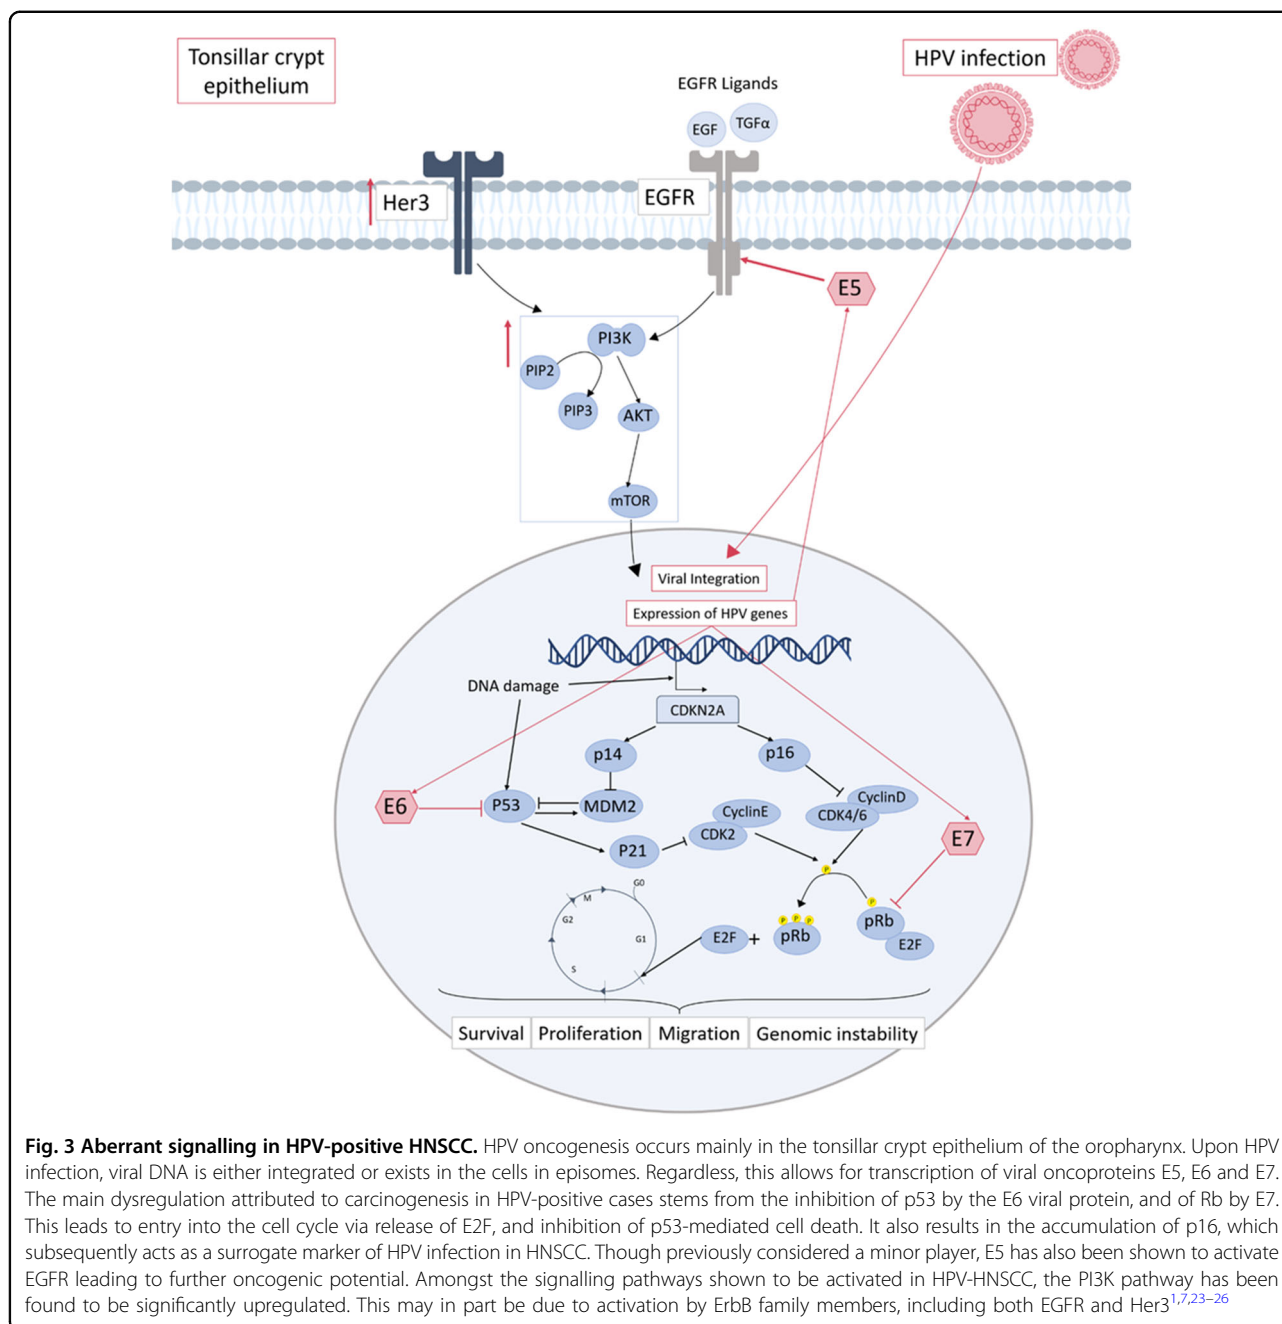 Tonsillar crypt
epithelium
HPV infection
EGFR Ligands
EGF
TGFα
Her3
EGFR
E5
PI3K
PIP2
PIP3
AKT
mTOR
Viral Integration
Expression of HPV genes
DNA damage
CDKN2A
p14
p16
E6
P53
MDM2
CyclinE
CDK2
CyclinD
CDK4/6
E7
P21
P
P
pRb
E2F
P P P
pRb
+
E2F
G0
M
G2
G1
S
Survival
Proliferation
Migration
Genomic instability
Fig. 3 Aberrant signalling in HPV-positive HNSCC. HPV oncogenesis occurs mainly in the tonsillar crypt epithelium of the oropharynx. Upon HPV
infection, viral DNA is either integrated or exists in the cells in episomes. Regardless, this allows for transcription of viral oncoproteins E5, E6 and E7.
The main dysregulation attributed to carcinogenesis in HPV-positive cases stems from the inhibition of p53 by the E6 viral protein, and of Rb by E7.
This leads to entry into the cell cycle via release of E2F, and inhibition of p53-mediated cell death. It also results in the accumulation of p16, which
subsequently acts as a surrogate marker of HPV infection in HNSCC. Though previously considered a minor player, E5 has also been shown to activate
EGFR leading to further oncogenic potential. Amongst the signalling pathways shown to be activated in HPV-HNSCC, the PI3K pathway has been
found to be significantly upregulated. This may in part be due to activation by ErbB family members, including both EGFR and Her3 1,7,23–26